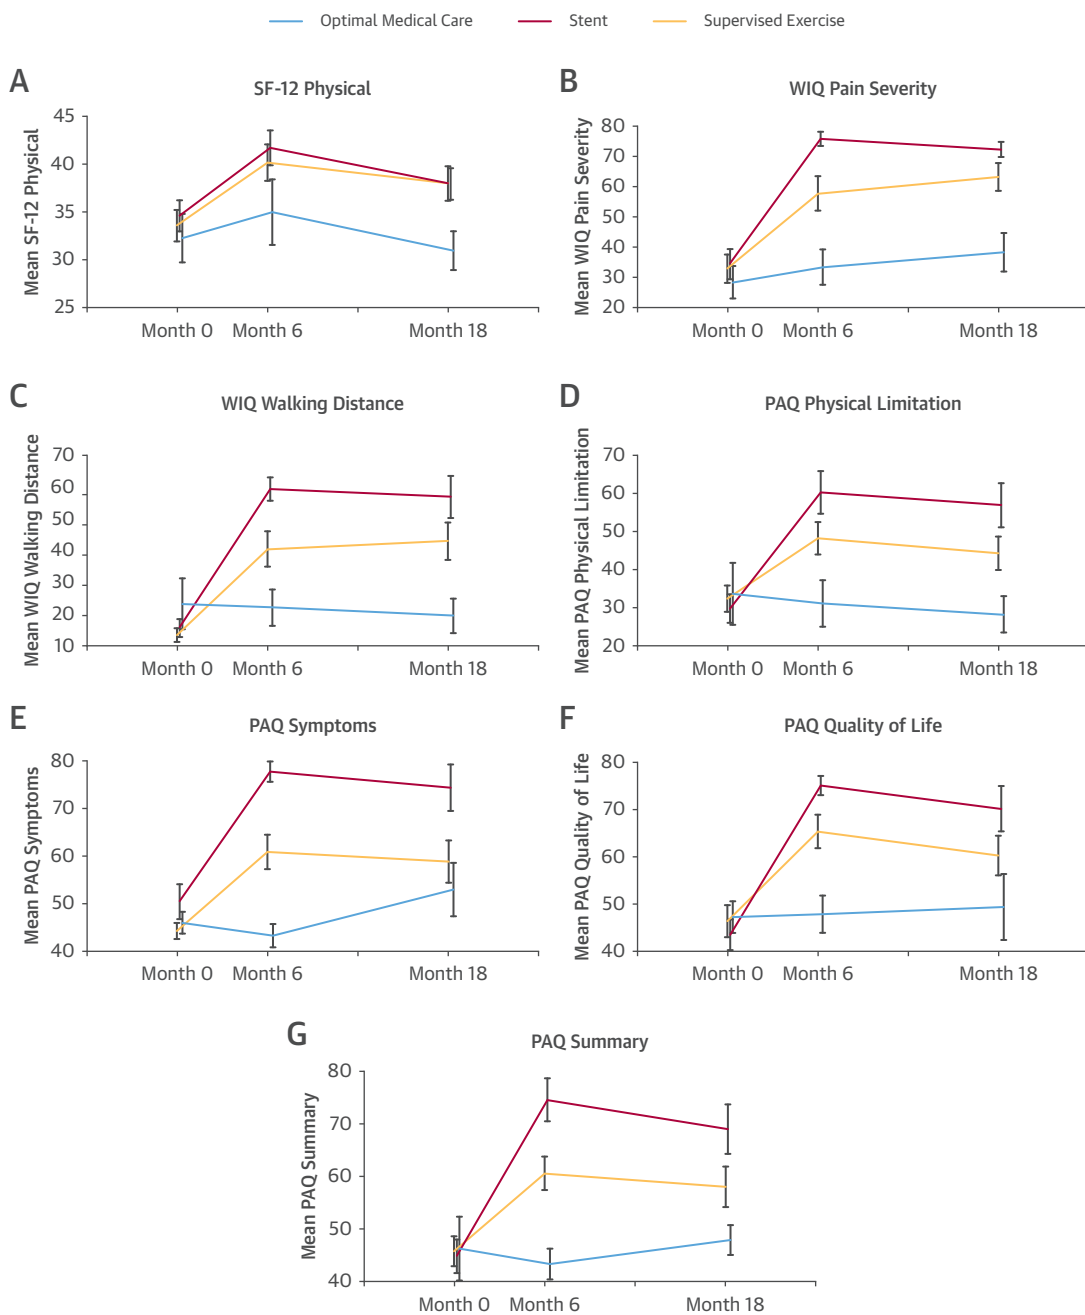 Optimal Medical Care Stent Supervised Exercise
A
SF-12 Physical
Mean SF-12 Physical
45
40
35
30
25
Month 0 Month 6 Month 18
B
WIQ Pain Severity
Mean WIQ Pain Severity
80
70
60
50
40
30
20
Month 0 Month 6 Month 18
C
WIQ Walking Distance
Mean WIQ Walking Distance
70
60
50
40
30
20
10
Month 0 Month 6 Month 18
D
PAQ Physical Limitation
Mean PAQ Physical Limitation
70
60
50
40
30
20
Month 0 Month 6 Month 18
E
PAQ Symptoms
Mean PAQ Symptoms
80
70
60
50
40
Month 0 Month 6 Month 18
F
PAQ Quality of Life
Mean PAQ Quality of Life
80
70
60
50
40
Month 0 Month 6 Month 18
G
PAQ Summary
Mean PAQ Summary
80
70
60
50
40
Month 0 Month 6 Month 18